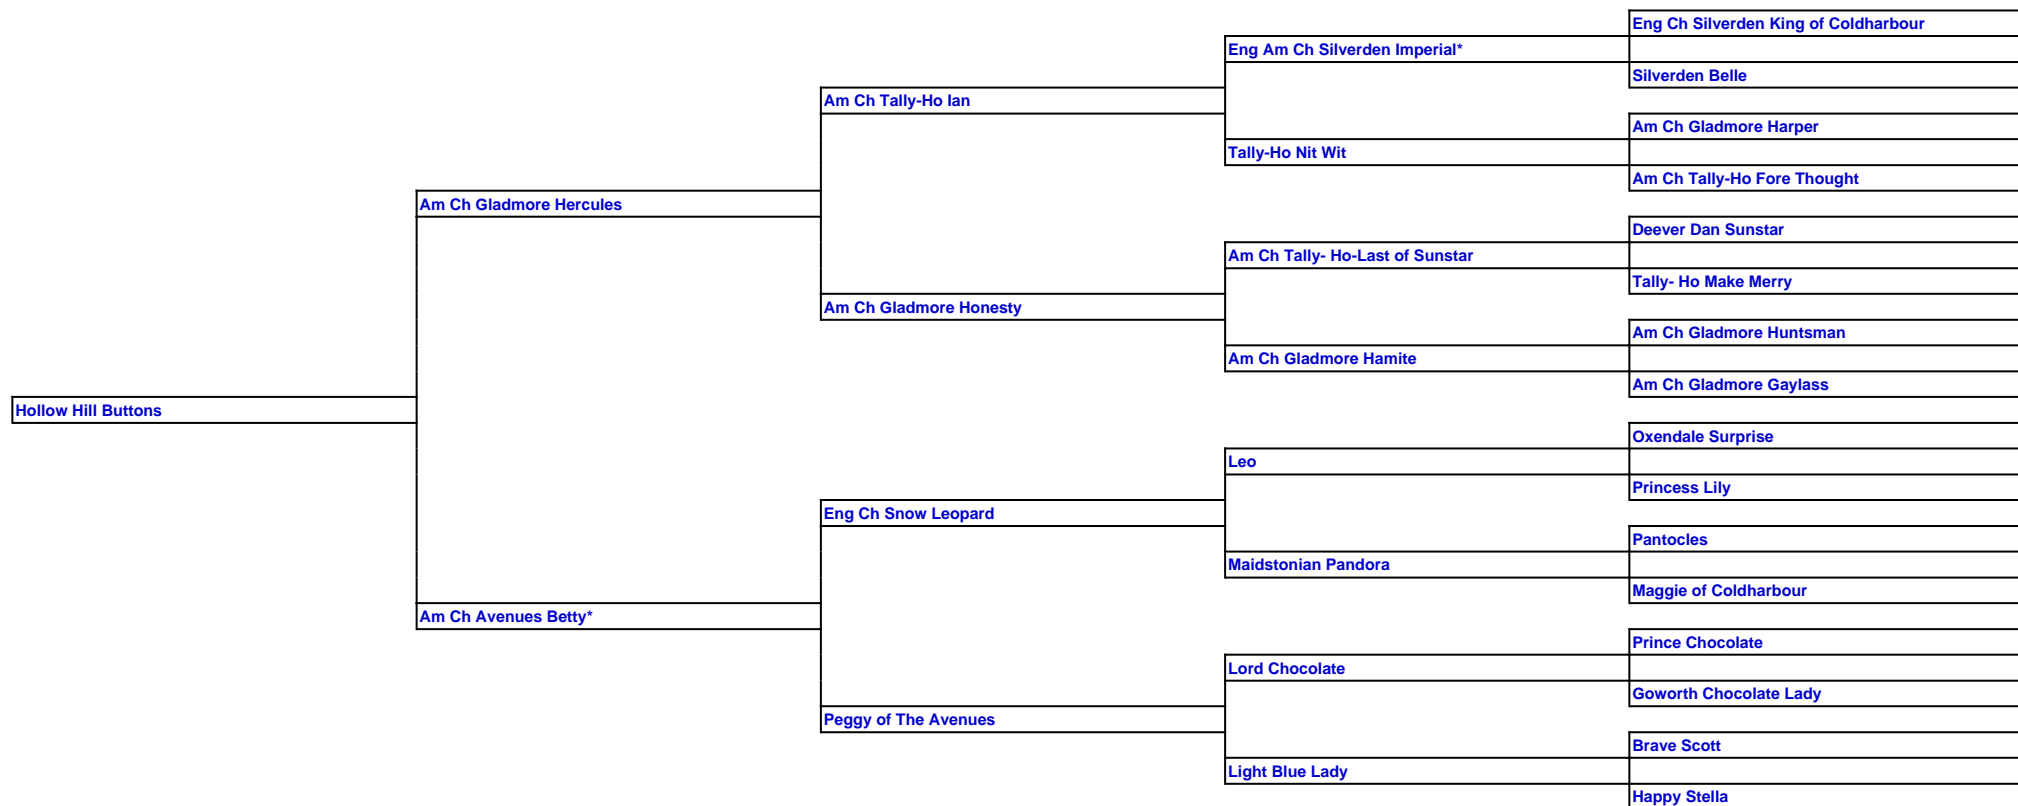 Eng Ch Silverden King of Coldharbour
Eng Am Ch Silverden Imperial*
Silverden Belle
Am Ch Tally-Ho Ian
Am Ch Gladmore Harper
Tally-Ho Nit Wit
Am Ch Tally-Ho Fore Thought
Am Ch Gladmore Hercules
Deever Dan Sunstar
Am Ch Tally- Ho-Last of Sunstar
Tally- Ho Make Merry
Am Ch Gladmore Honesty
Am Ch Gladmore Huntsman
Am Ch Gladmore Hamite
Am Ch Gladmore Gaylass
Hollow Hill Buttons
Oxendale Surprise
Leo
Princess Lily
Eng Ch Snow Leopard
Pantocles
Maidstonian Pandora
Maggie of Coldharbour
Am Ch Avenues Betty*
Prince Chocolate
Lord Chocolate
Goworth Chocolate Lady
Peggy of The Avenues
Brave Scott
Light Blue Lady
Happy Stella